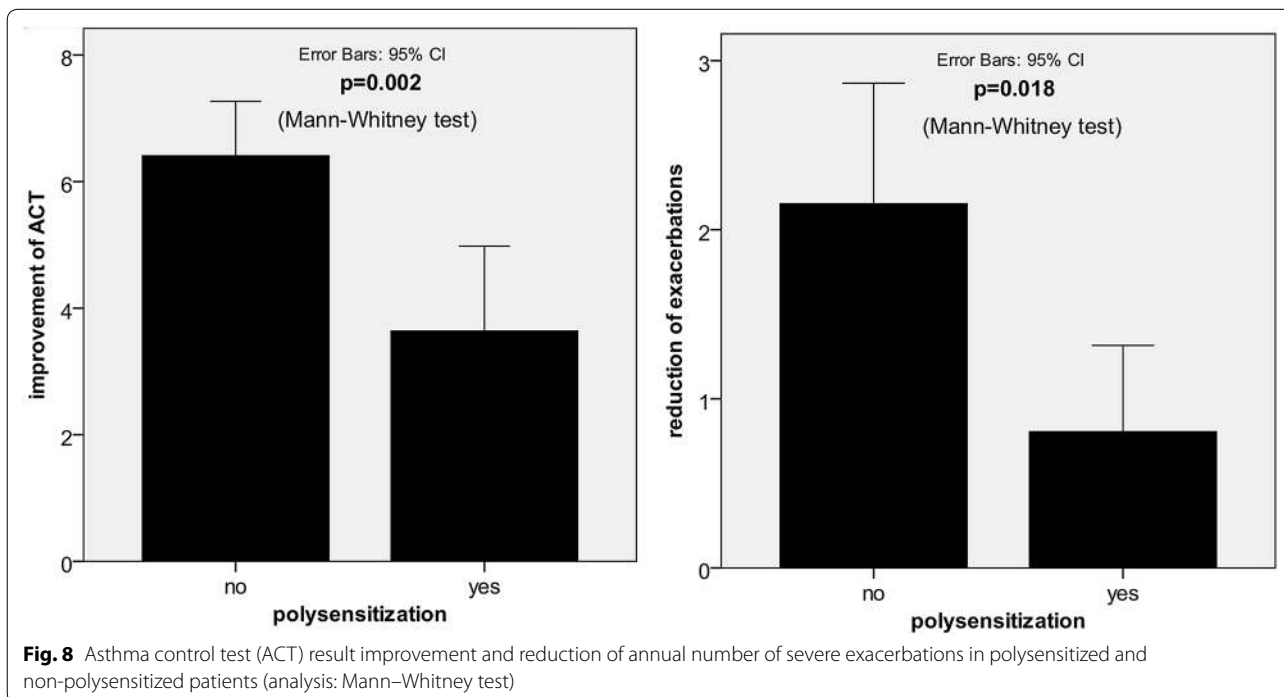 Error Bars: 95% CI
p=0.002
(Mann-Whitney test)
improvement of ACT
8
6
4
2
0
no
yes
polysensitization
Error Bars: 95% CI
p=0.018
(Mann-Whitney test)
reduction of exacerbations
3
2
1
0
no
yes
polysensitization
Fig. 8 Asthma control test (ACT) result improvement and reduction of annual number of severe exacerbations in polysensitized and
non-polysensitized patients (analysis: Mann–Whitney test)